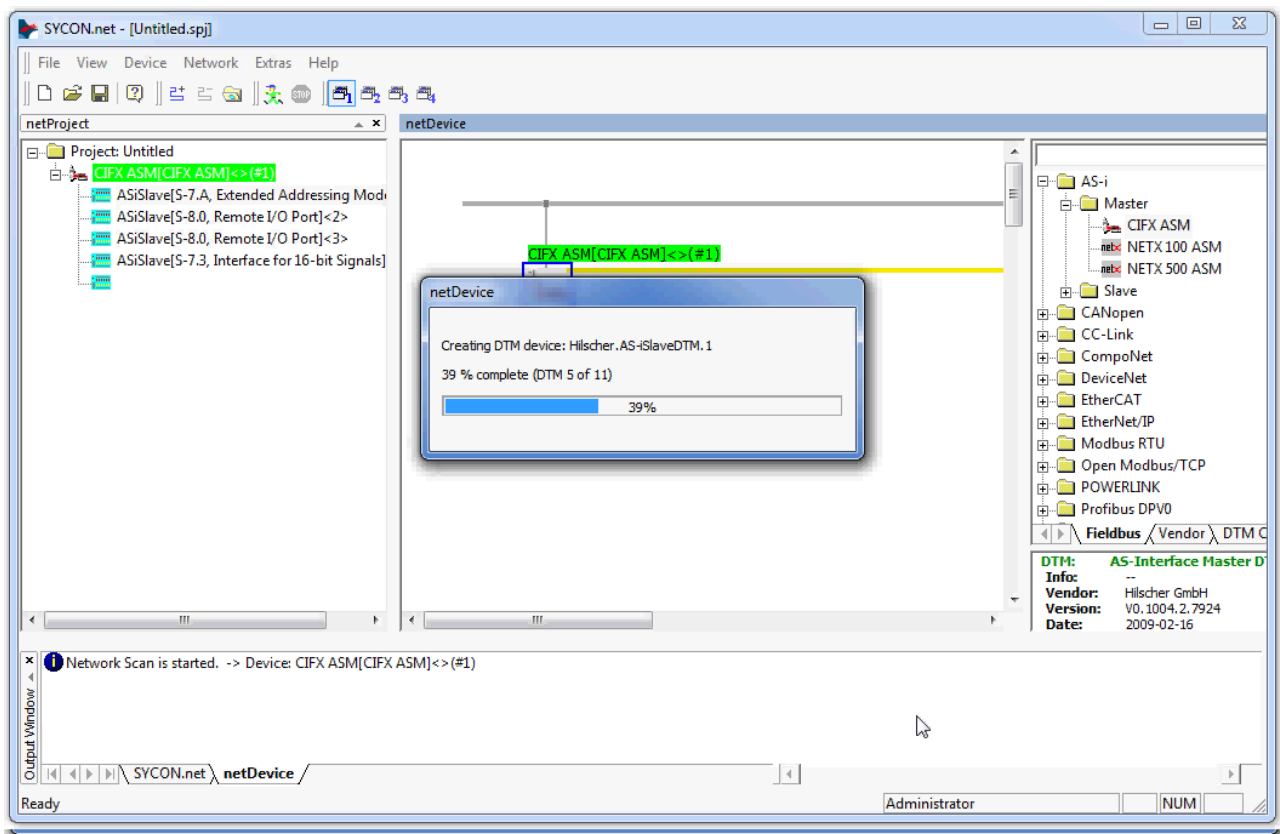 SYCON.net - [Untitled.spj]
File View Device Network Extras Help
netProject
netDevice
Project: Untitled
CIFX ASM[CIFX ASM]<>(#1)
ASiSlave[S-7.A, Extended Addressing Mod
ASiSlave[S-8.0, Remote I/O Port]<2>
ASiSlave[S-8.0, Remote I/O Port]<3>
ASiSlave[S-7.3, Interface for 16-bit Signals]
CIFX ASM[CIFX ASM]<>(#1)
netDevice
Creating DTM device: Hilscher.AS-iSlaveDTM.1
39 % complete (DTM 5 of 11)
39%
AS-i
Master
CIFX ASM
NETX 100 ASM
NETX 500 ASM
Slave
CANopen
CC-Link
CompoNet
DeviceNet
EtherCAT
EtherNet/IP
Modbus RTU
Open Modbus/TCP
POWERLINK
Profibus DPV0
Fieldbus Vendor DTM C
DTM: AS-Interface Master D
Info: --
Vendor: Hilscher GmbH
Version: V0.1004.2.7924
Date: 2009-02-16
Network Scan is started. -> Device: CIFX ASM[CIFX ASM]<>(#1)
Output Window
SYCON.net netDevice
Ready
Administrator
NUM